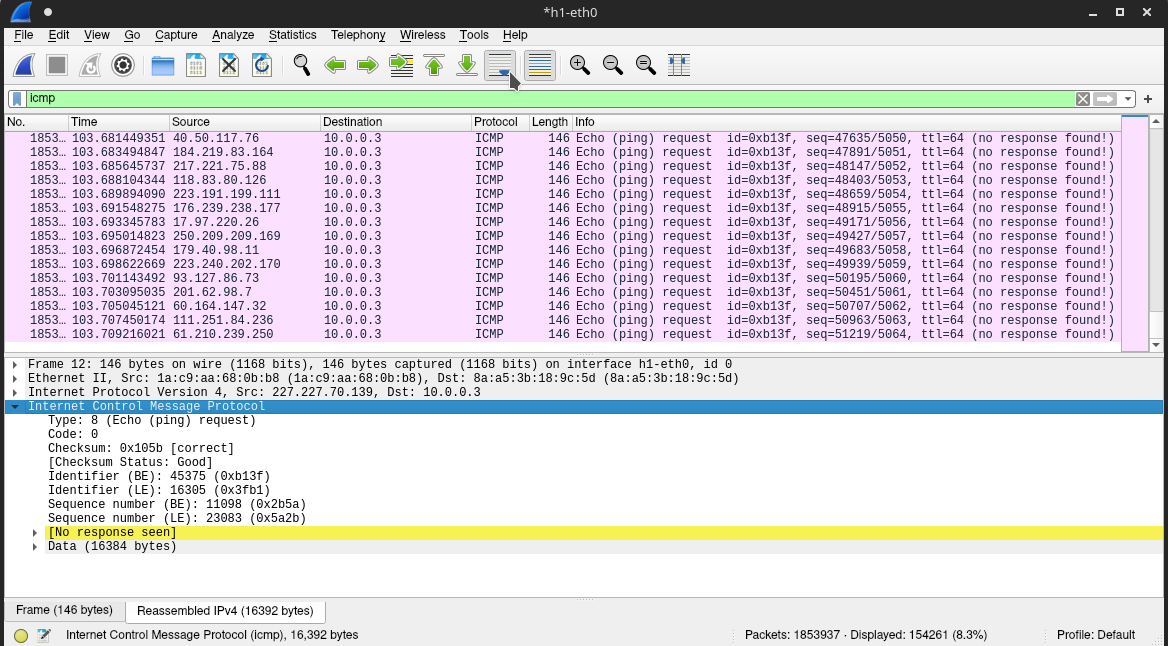 *h1-eth0
File Edit View Go Capture Analyze Statistics Telephony Wireless Tools Help
icmp
No. Time Source Destination Protocol Length Info
1853… 103.681449351 40.50.117.76 10.0.0.3 ICMP 146 Echo (ping) request id=0xb13f, seq=47635/5050, ttl=64 (no response found!)
1853… 103.683494847 184.219.83.164 10.0.0.3 ICMP 146 Echo (ping) request id=0xb13f, seq=47891/5051, ttl=64 (no response found!)
1853… 103.685645737 217.221.75.88 10.0.0.3 ICMP 146 Echo (ping) request id=0xb13f, seq=48147/5052, ttl=64 (no response found!)
1853… 103.688104344 118.83.80.126 10.0.0.3 ICMP 146 Echo (ping) request id=0xb13f, seq=48403/5053, ttl=64 (no response found!)
1853… 103.689894090 223.191.199.111 10.0.0.3 ICMP 146 Echo (ping) request id=0xb13f, seq=48659/5054, ttl=64 (no response found!)
1853… 103.691548275 176.239.238.177 10.0.0.3 ICMP 146 Echo (ping) request id=0xb13f, seq=48915/5055, ttl=64 (no response found!)
1853… 103.693345783 17.97.220.26 10.0.0.3 ICMP 146 Echo (ping) request id=0xb13f, seq=49171/5056, ttl=64 (no response found!)
1853… 103.695014823 250.209.209.169 10.0.0.3 ICMP 146 Echo (ping) request id=0xb13f, seq=49427/5057, ttl=64 (no response found!)
1853… 103.696872454 179.40.98.11 10.0.0.3 ICMP 146 Echo (ping) request id=0xb13f, seq=49683/5058, ttl=64 (no response found!)
1853… 103.698622669 223.240.202.170 10.0.0.3 ICMP 146 Echo (ping) request id=0xb13f, seq=49939/5059, ttl=64 (no response found!)
1853… 103.701143492 93.127.86.73 10.0.0.3 ICMP 146 Echo (ping) request id=0xb13f, seq=50195/5060, ttl=64 (no response found!)
1853… 103.703095035 201.62.98.7 10.0.0.3 ICMP 146 Echo (ping) request id=0xb13f, seq=50451/5061, ttl=64 (no response found!)
1853… 103.705045121 60.164.147.32 10.0.0.3 ICMP 146 Echo (ping) request id=0xb13f, seq=50707/5062, ttl=64 (no response found!)
1853… 103.707450174 111.251.84.236 10.0.0.3 ICMP 146 Echo (ping) request id=0xb13f, seq=50963/5063, ttl=64 (no response found!)
1853… 103.709216021 61.210.239.250 10.0.0.3 ICMP 146 Echo (ping) request id=0xb13f, seq=51219/5064, ttl=64 (no response found!)
Frame 12: 146 bytes on wire (1168 bits), 146 bytes captured (1168 bits) on interface h1-eth0, id 0
Ethernet II, Src: 1a:c9:aa:68:0b:b8 (1a:c9:aa:68:0b:b8), Dst: 8a:a5:3b:18:9c:5d (8a:a5:3b:18:9c:5d)
Internet Protocol Version 4, Src: 227.227.70.139, Dst: 10.0.0.3
Internet Control Message Protocol
Type: 8 (Echo (ping) request)
Code: 0
Checksum: 0x105b [correct]
[Checksum Status: Good]
Identifier (BE): 45375 (0xb13f)
Identifier (LE): 16305 (0x3fb1)
Sequence number (BE): 11098 (0x2b5a)
Sequence number (LE): 23083 (0x5a2b)
[No response seen]
Data (16384 bytes)
Frame (146 bytes) Reassembled IPv4 (16392 bytes)
Internet Control Message Protocol (icmp), 16,392 bytes Packets: 1853937 · Displayed: 154261 (8.3%) Profile: Default